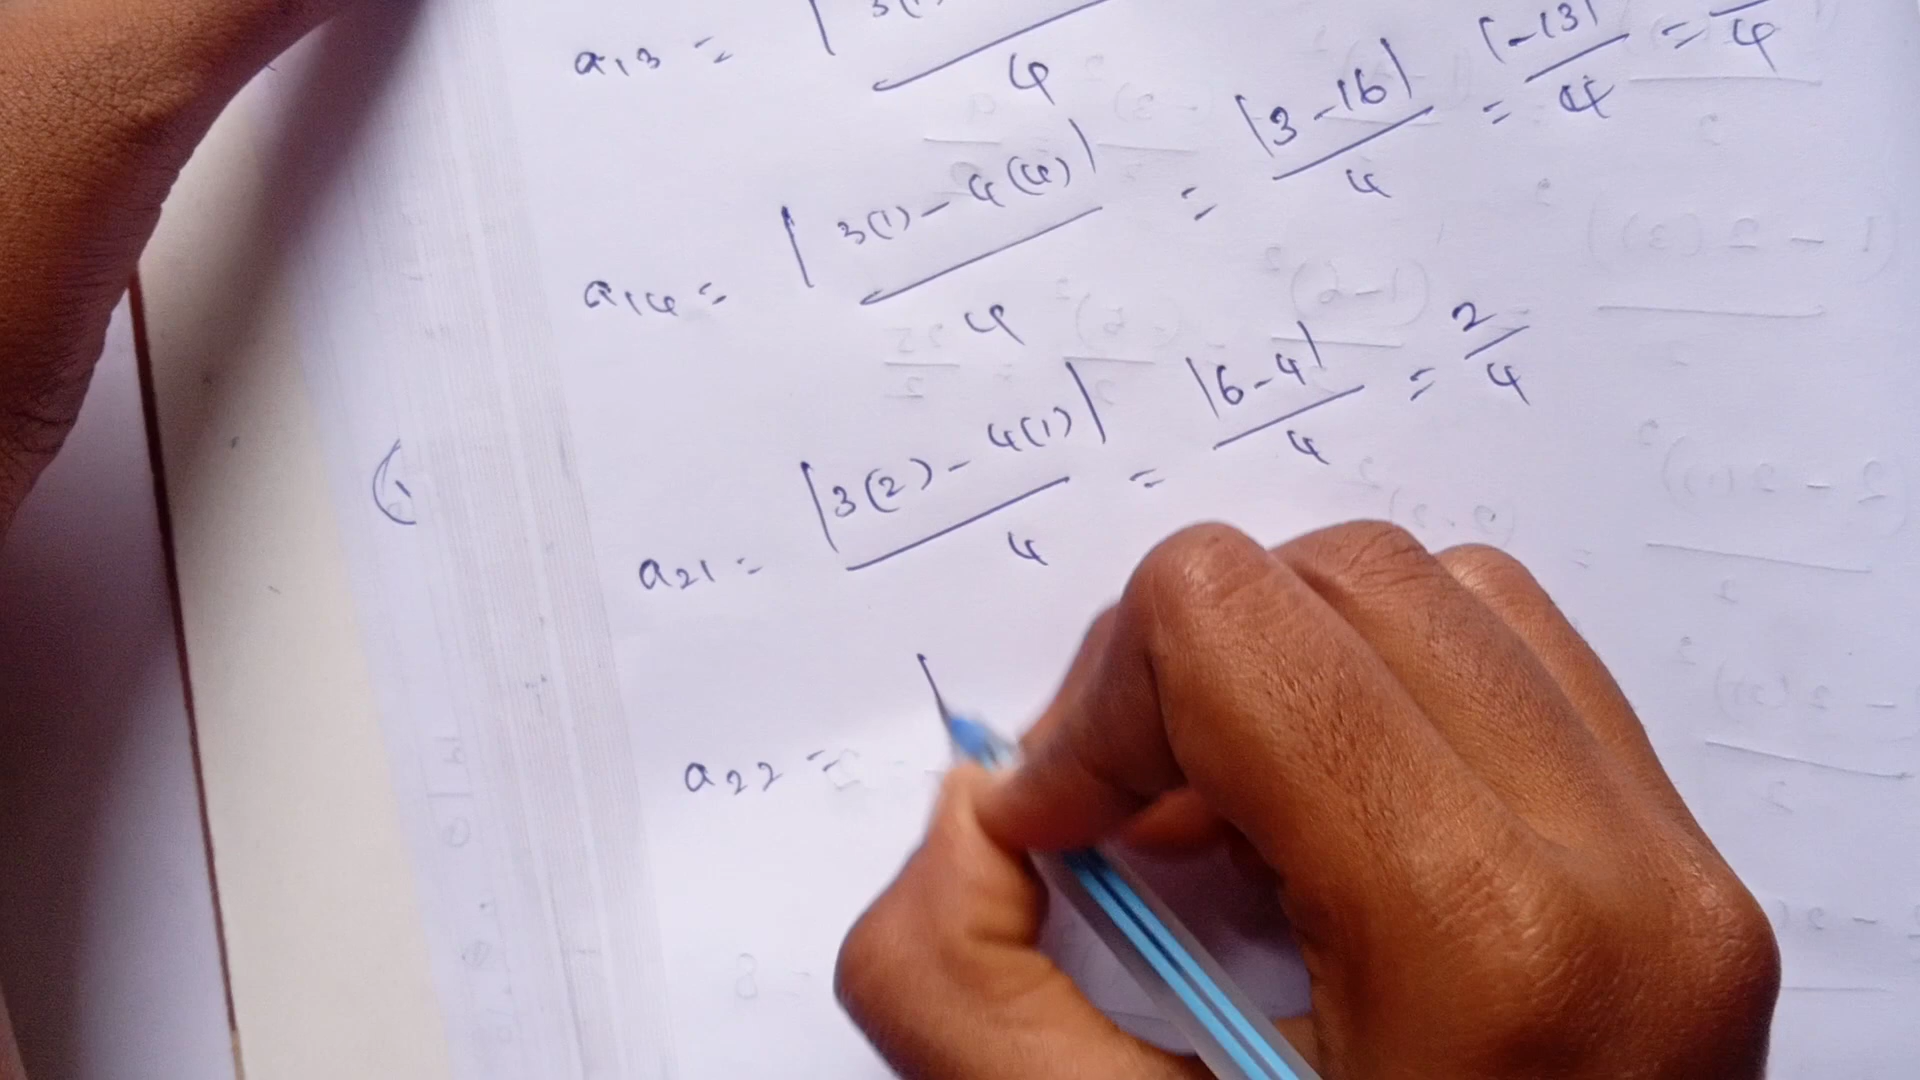 a13 = |3(
4
a14 = |3(1) - 4(4)| / 4 = |3 - 16| / 4 = |-13| / 4 = / 4
a21 = |3(2) - 4(1)| / 4 = |6 - 4| / 4 = 2/4
a22 = |